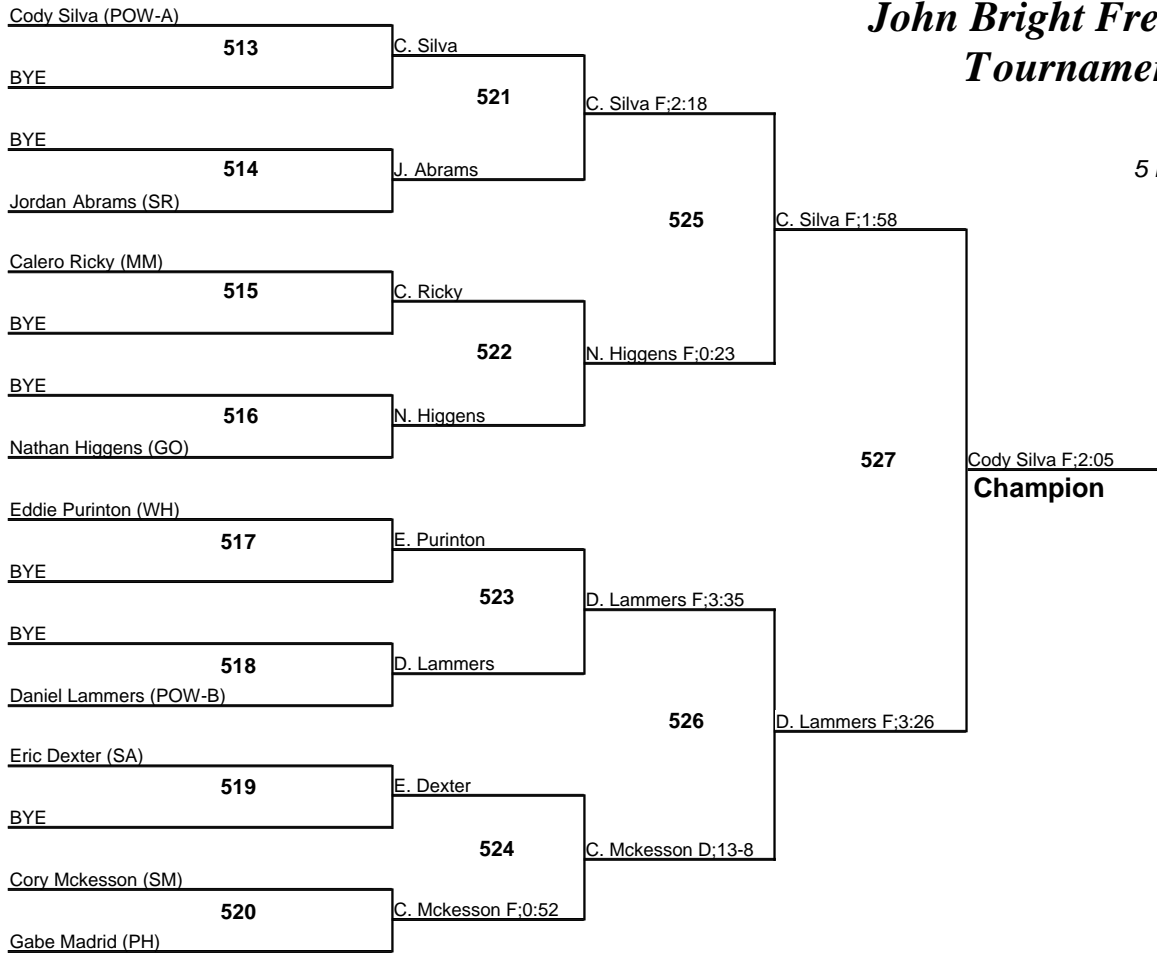 Cody Silva (POW-A)
John Bright Fre
513
C. Silva
Tournamen
BYE
521
C. Silva F;2:18
BYE
514
J. Abrams
5
Jordan Abrams (SR)
525
C. Silva F;1:58
Calero Ricky (MM)
515
C. Ricky
BYE
522
N. Higgens F;0:23
BYE
516
N. Higgens
Nathan Higgens (GO)
527
Cody Silva F;2:05
Champion
Eddie Purinton (WH)
517
E. Purinton
BYE
523
D. Lammers F;3:35
BYE
518
D. Lammers
Daniel Lammers (POW-B)
526
D. Lammers F;3:26
Eric Dexter (SA)
519
E. Dexter
BYE
524
C. Mckesson D;13-8
Cory Mckesson (SM)
520
C. Mckesson F;0:52
Gabe Madrid (PH)